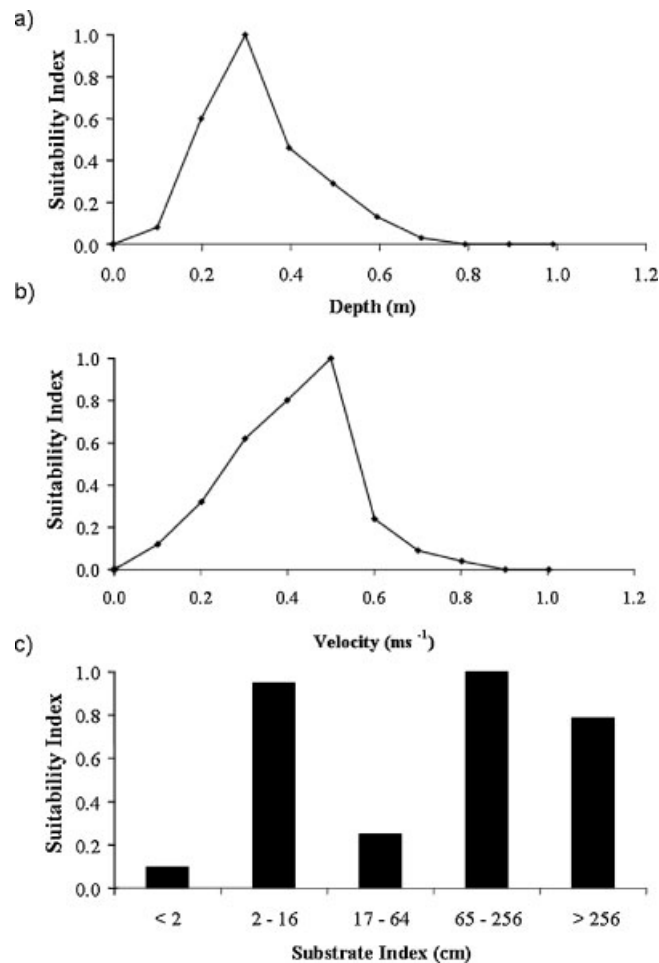 a)
Suitability Index
1.0
0.8
0.6
0.4
0.2
0.0
0.0 0.2 0.4 0.6 0.8 1.0 1.2
Depth (m)
b)
Suitability Index
1.0
0.8
0.6
0.4
0.2
0.0
0.0 0.2 0.4 0.6 0.8 1.0 1.2
Velocity (ms -1)
c)
Suitability Index
1.0
0.8
0.6
0.4
0.2
0.0
< 2 2 - 16 17 - 64 65 - 256 > 256
Substrate Index (cm)